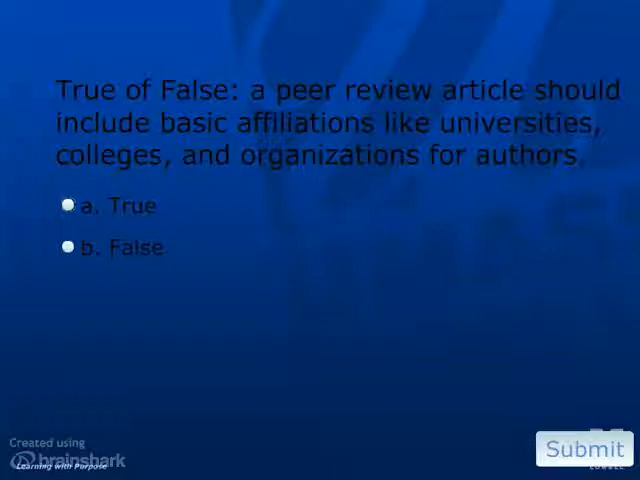 True of False: a peer review article should
include basic affiliations like universities,
colleges, and organizations for authors.
a. True
b. False
Created using
brainshark
Learning with Purpose
Submit
LOWELL